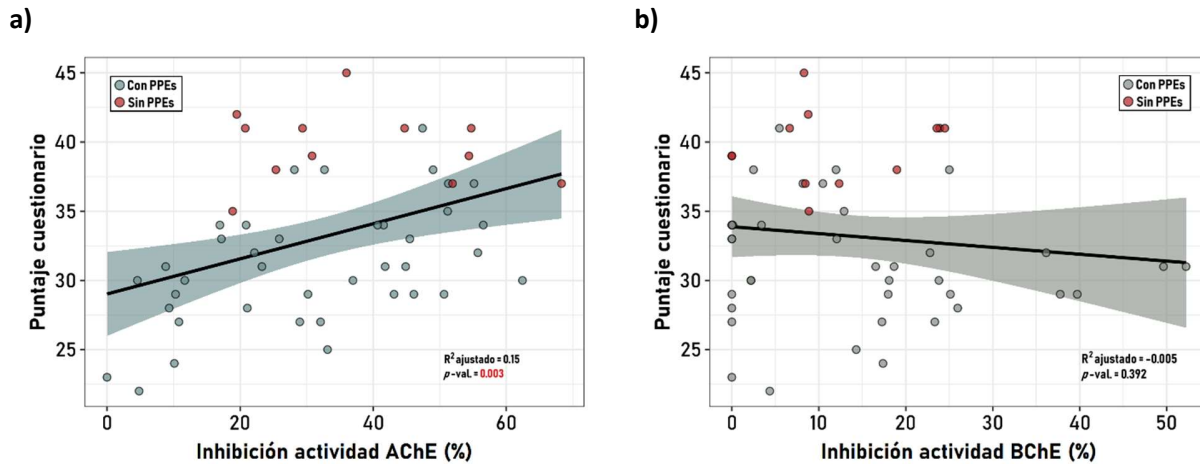 a)
Con PPEs
Sin PPEs
45
40
35
30
25
Puntaje cuestionario
R² ajustado = 0.15
p-val. = 0.003
0 20 40 60
Inhibición actividad AChE (%)
b)
Con PPEs
Sin PPEs
45
40
35
30
25
Puntaje cuestionario
R² ajustado = -0.005
p-val. = 0.392
0 10 20 30 40 50
Inhibición actividad BChE (%)